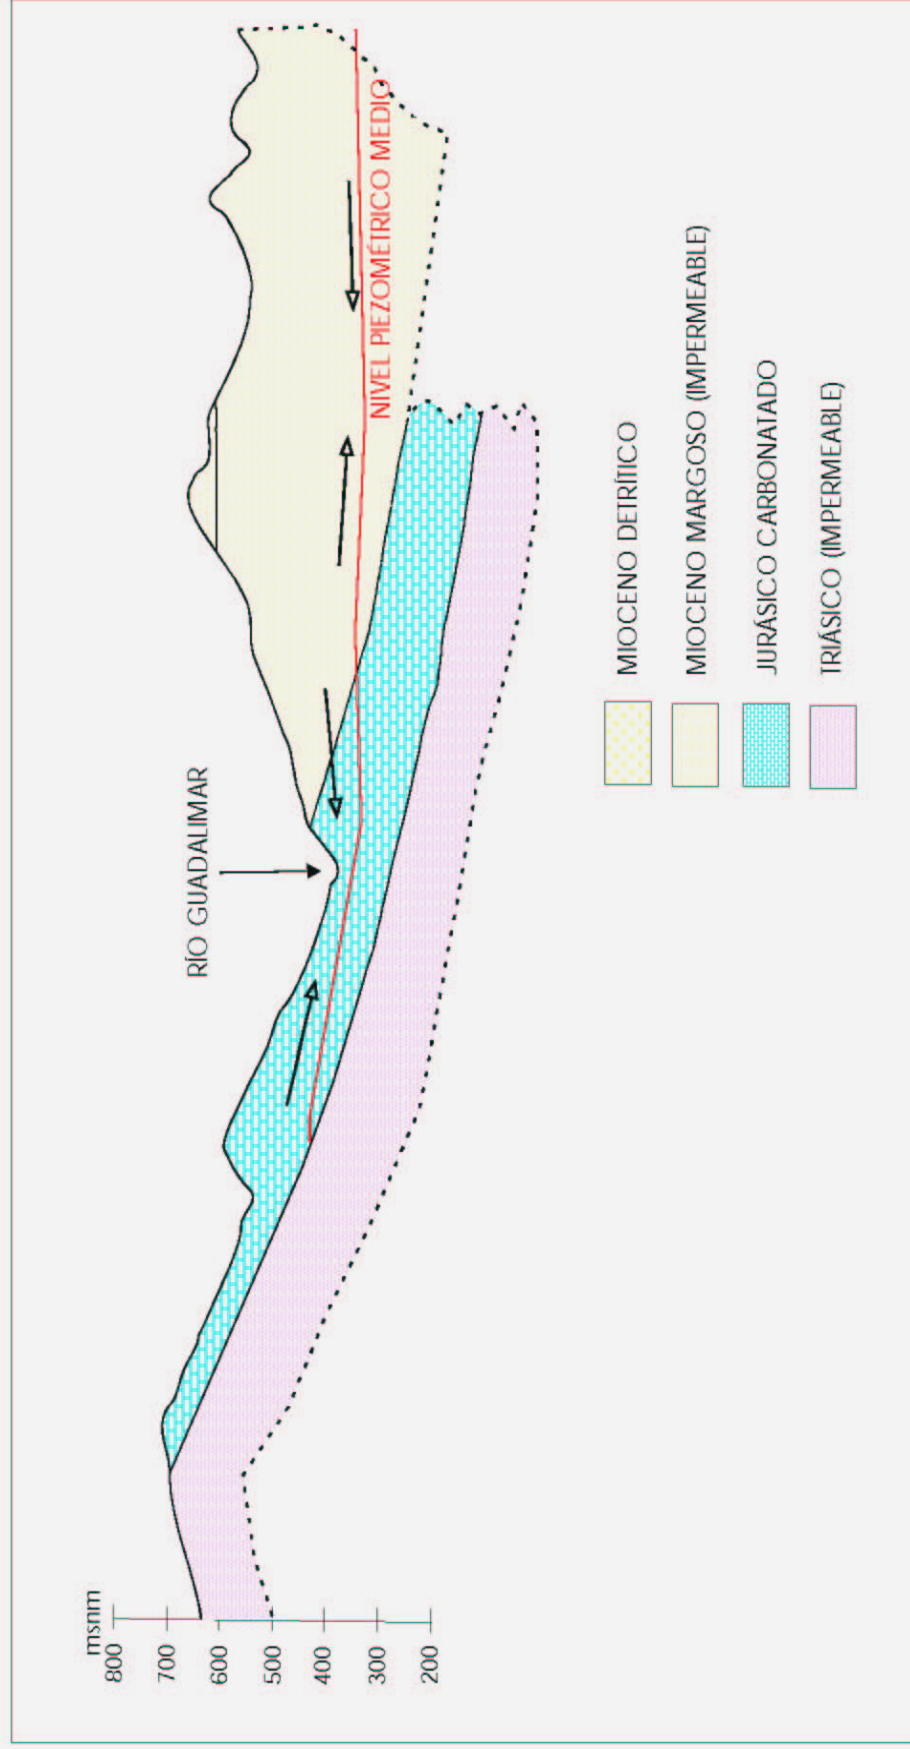 msnm
800
700
600
500
400
300
200
RÍO GUADALIMAR
NIVEL PIEZOMÉTRICO MEDIO
MIOCENO DETRÍTICO
MIOCENO MARGOSO (IMPERMEABLE)
JURÁSICO CARBONATADO
TRIÁSICO (IMPERMEABLE)